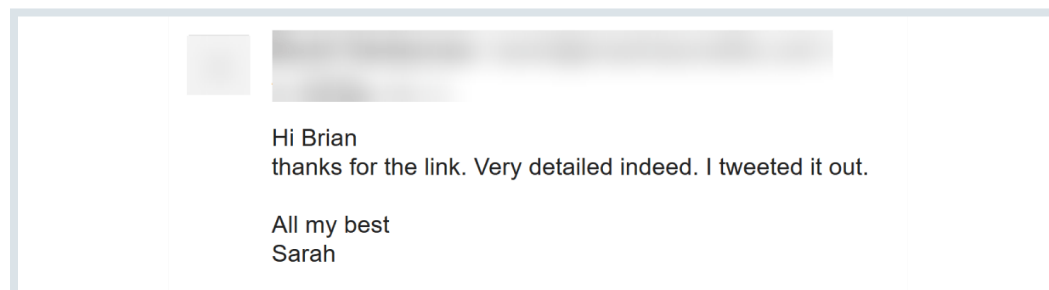 Hi Brian
thanks for the link. Very detailed indeed. I tweeted it out.
All my best
Sarah